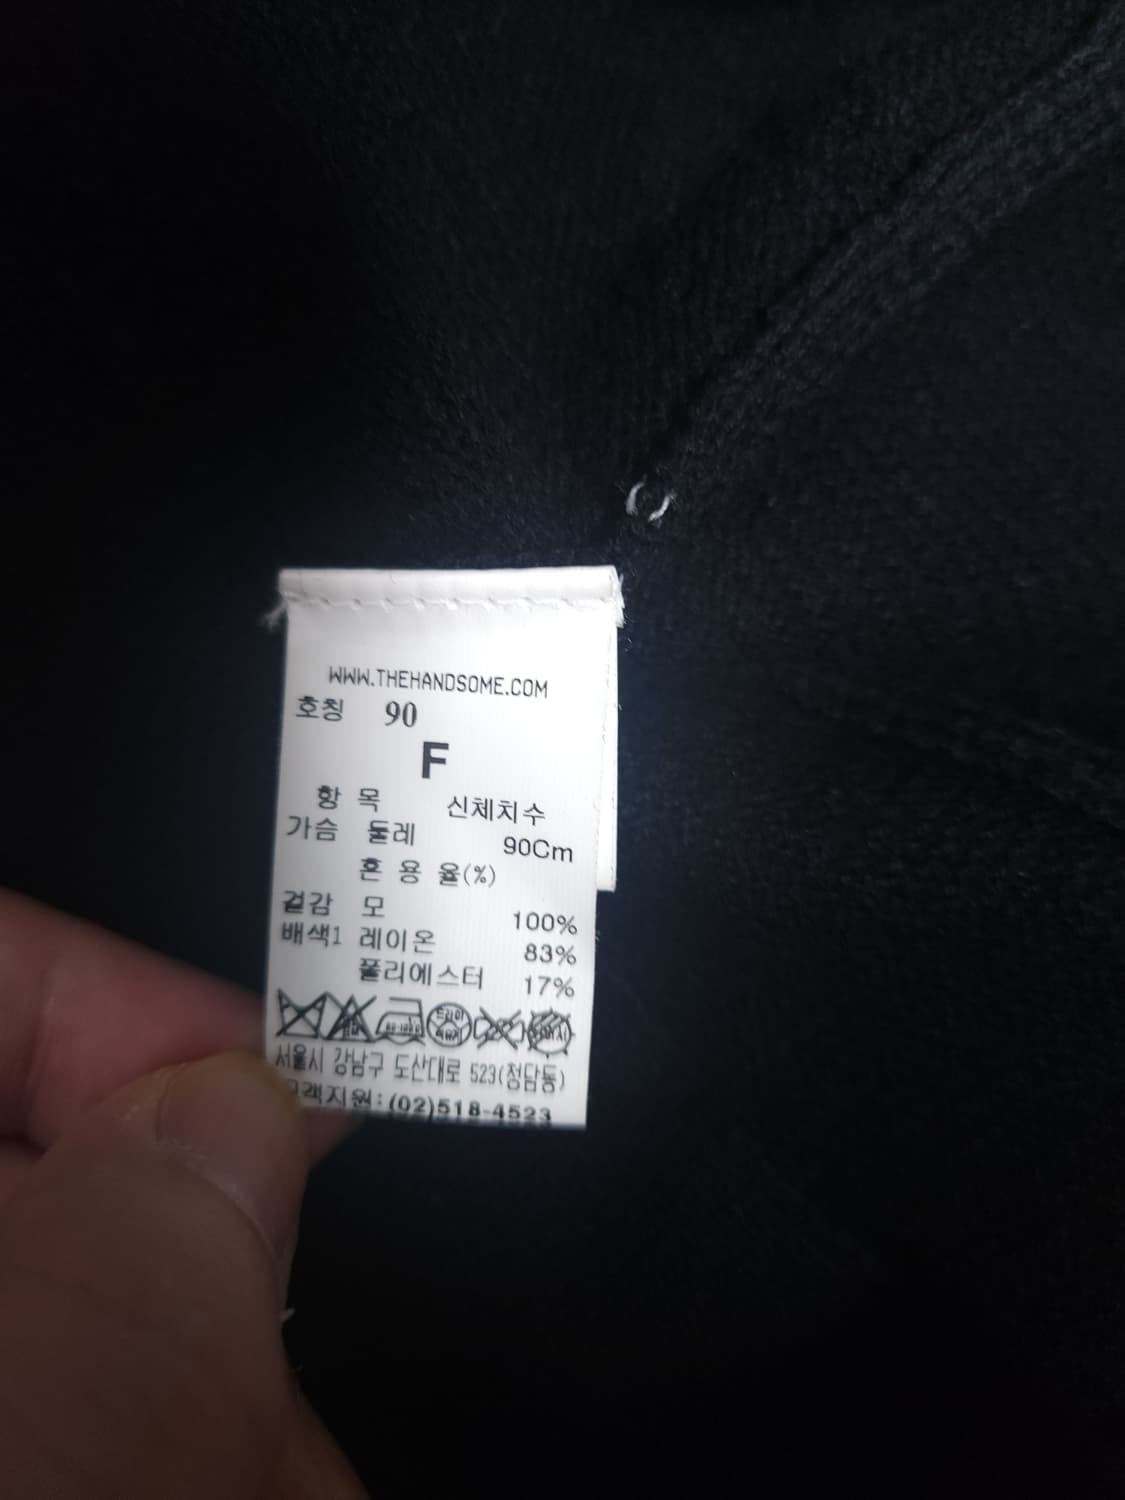 WWW.THEHANDSOME.COM
호칭 90
F
항 목 신체치수
가슴 둘레 90Cm
혼 용 율(%)
겉감 모 100%
배색1 레이온 83%
폴리에스터 17%
서울시 강남구 도산대로 523(청담동)
고객지원:(02)518-4523